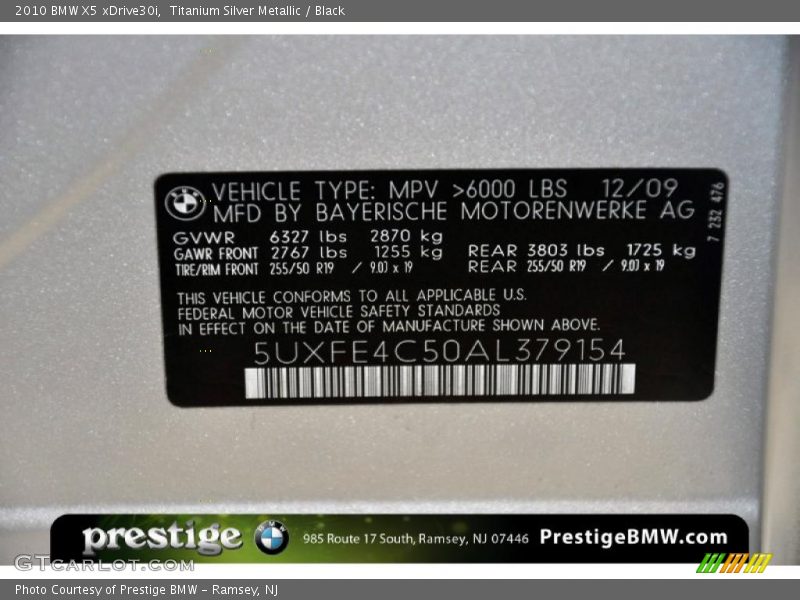 2010 BMW X5 xDrive30i, Titanium Silver Metallic / Black
VEHICLE TYPE: MPV >6000 LBS 12/09
MFD BY BAYERISCHE MOTORENWERKE AG
GVWR 6327 lbs 2870 kg
GAWR FRONT 2767 lbs 1255 kg REAR 3803 lbs 1725 kg
TIRE/RIM FRONT 255/50 R19 / 9.0J x 19 REAR 255/50 R19 / 9.0J x 19
7 232 476
THIS VEHICLE CONFORMS TO ALL APPLICABLE U.S.
FEDERAL MOTOR VEHICLE SAFETY STANDARDS
IN EFFECT ON THE DATE OF MANUFACTURE SHOWN ABOVE.
5UXFE4C50AL379154
prestige BMW 985 Route 17 South, Ramsey, NJ 07446 PrestigeBMW.com
GTcarlot.com
Photo Courtesy of Prestige BMW - Ramsey, NJ